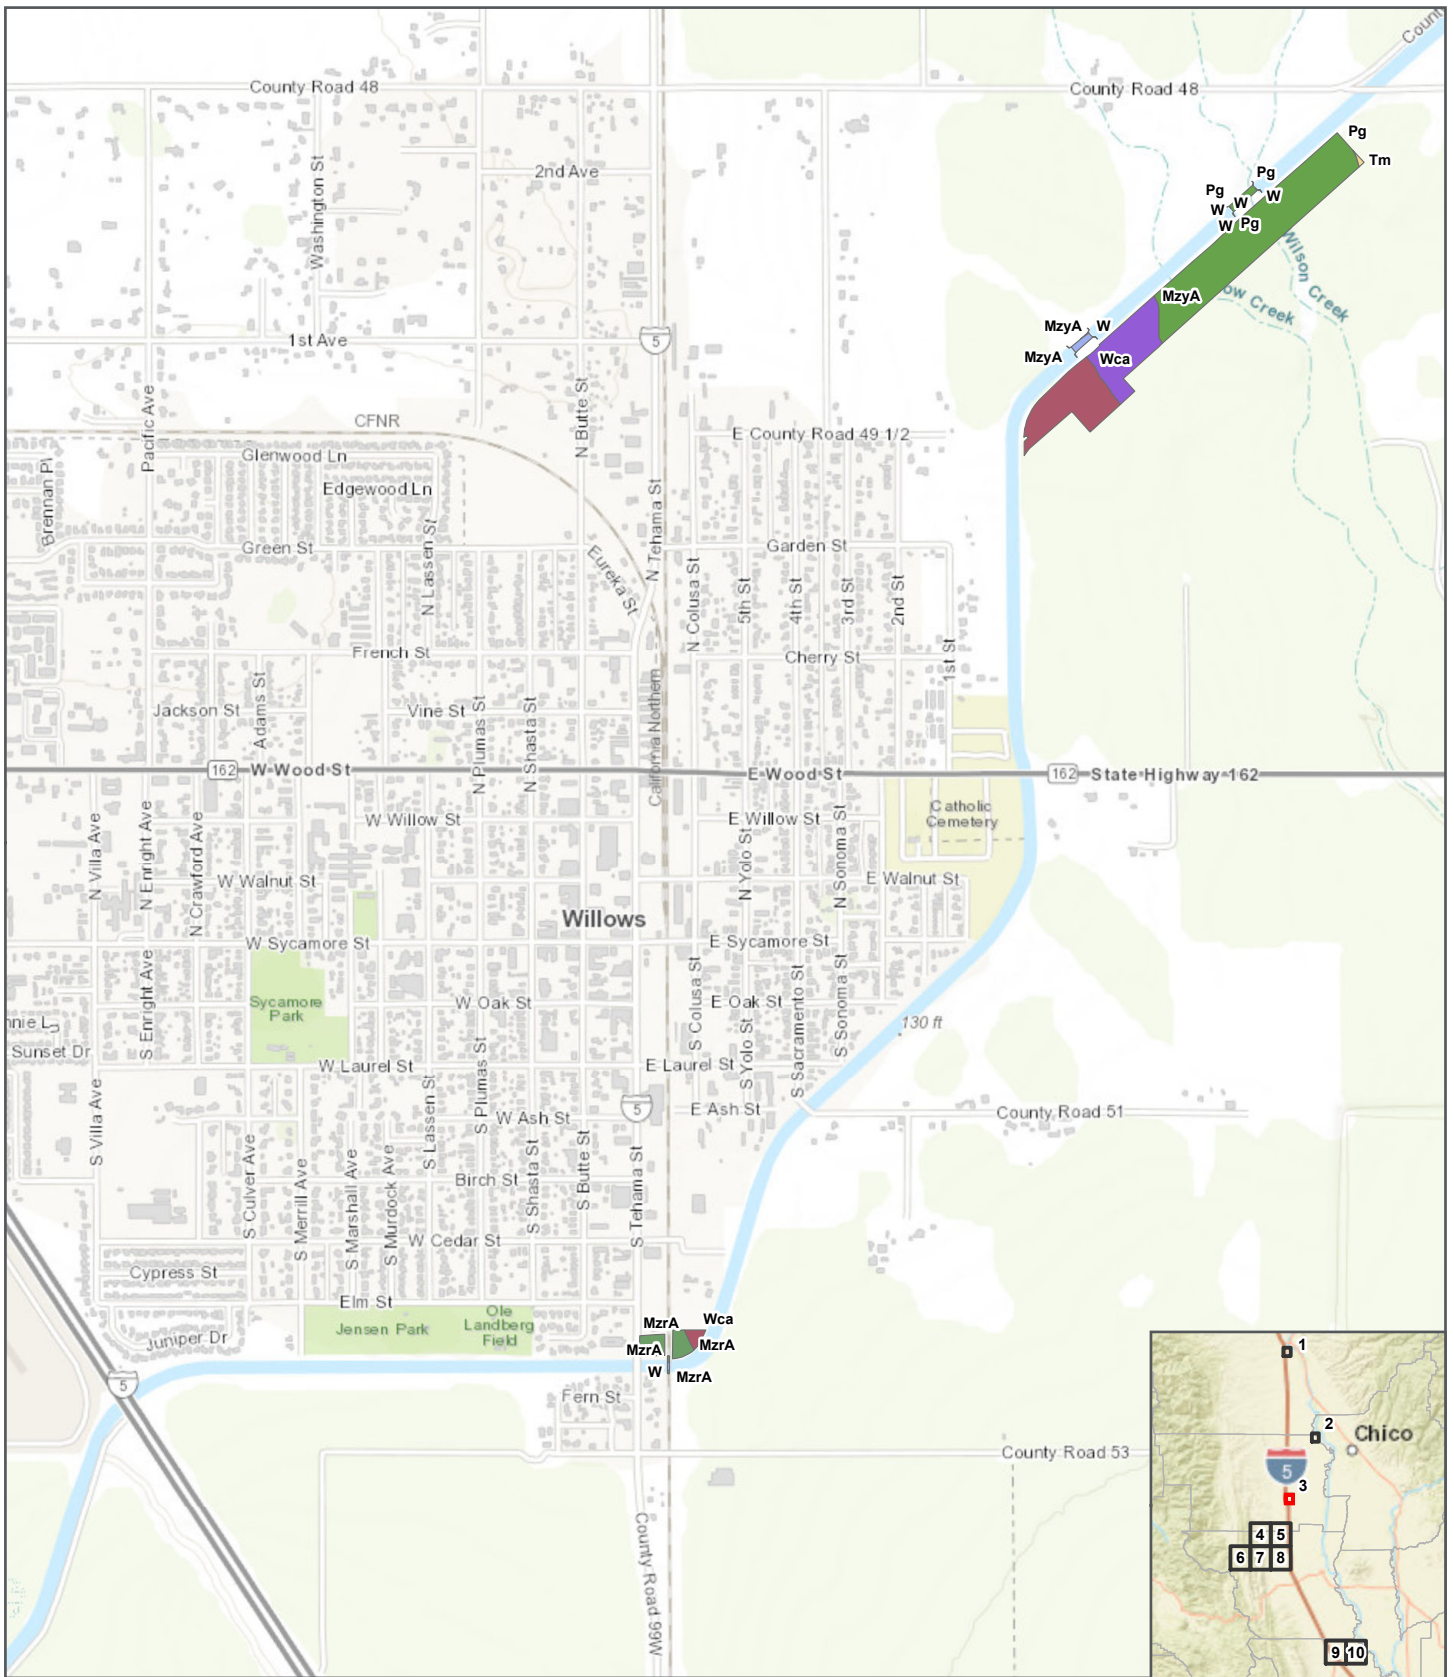 Count
County Road 48
County Road 48
Pg
Tm
2nd Ave
Washington St
Pg
Pg
W
W
W
W
Pg
Wilson Creek
ow Creek
MzyA
MzyA
W
MzyA
Wca
1st Ave
5
Pacific Ave
N Butte St
CFNR
E County Road 49 1/2
Glenwood Ln
Edgewood Ln
Brennan Pl
N Lassen St
N Tehama St
Green St
Garden St
Eureka St
N Colusa St
5th St
4th St
3rd St
2nd St
French St
Cherry St
1st St
Adams St
Jackson St
Vine St
N Plumas St
N Shasta St
California Northern
162
W Wood St
E Wood St
162
State Highway 162
N Villa Ave
N Enright Ave
N Crawford Ave
W Willow St
E Willow St
N Yolo St
N Sonoma St
Catholic
Cemetery
W Walnut St
E Walnut St
Willows
W Sycamore St
E Sycamore St
S Enright Ave
Sycamore
Park
W Oak St
S Colusa St
E Oak St
S Sacramento St
S Sonoma St
130 ft
nnie L
Sunset Dr
W Laurel St
S Plumas St
E Laurel St
S Yolo St
S Villa Ave
S Lassen St
W Ash St
5
E Ash St
County Road 51
S Culver Ave
S Merrill Ave
S Marshall Ave
S Murdock Ave
Birch St
S Shasta St
S Butte St
S Tehama St
W Cedar St
Cypress St
Elm St
Jensen Park
Ole
Landberg
Field
Juniper Dr
MzrA
Wca
MzrA
MzrA
W
MzrA
5
Fern St
County Road 53
County Road 99W
1
2
Chico
5
3
4
5
6
7
8
9
10